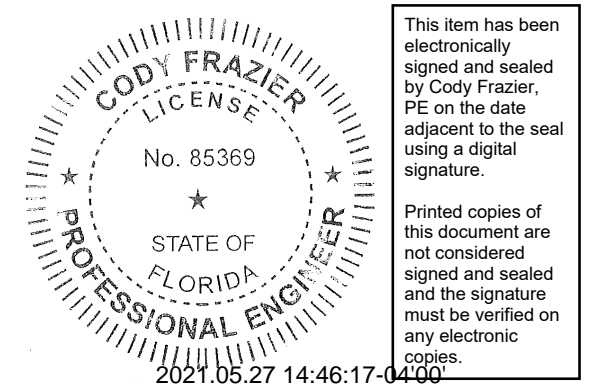 CODY FRAZIER
LICENSE
No. 85369
STATE OF
FLORIDA
PROFESSIONAL ENGINEER
2021.05.27 14:46:17-04'00'
This item has been
electronically
signed and sealed
by Cody Frazier,
PE on the date
adjacent to the seal
using a digital
signature.
Printed copies of
this document are
not considered
signed and sealed
and the signature
must be verified on
any electronic
copies.